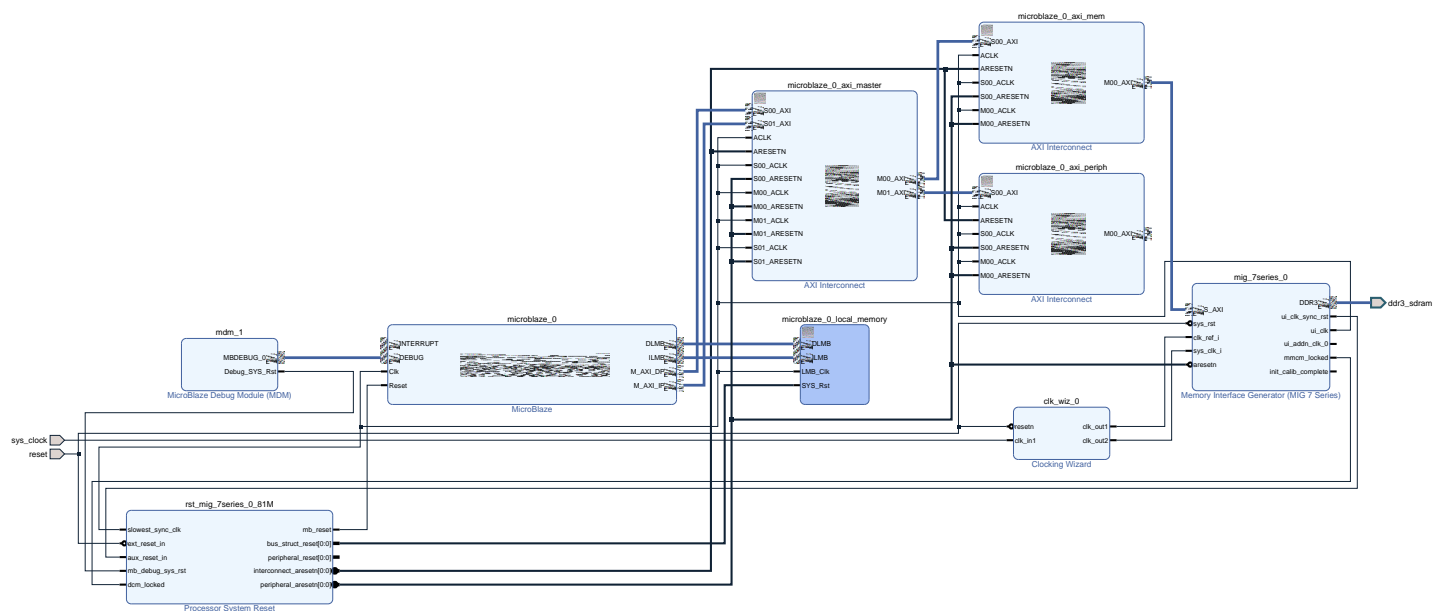 microblaze_0_axi_mem
S00_AXI
ACLK
ARESETN
S00_ACLK
S00_ARESETN
M00_ACLK
M00_ARESETN
M00_AXI
AXI Interconnect
microblaze_0_axi_master
S00_AXI
S01_AXI
ACLK
ARESETN
S00_ACLK
S00_ARESETN
M00_ACLK
M00_ARESETN
M01_ACLK
M01_ARESETN
S01_ACLK
S01_ARESETN
M00_AXI
M01_AXI
AXI Interconnect
microblaze_0_axi_periph
S00_AXI
ACLK
ARESETN
S00_ACLK
S00_ARESETN
M00_ACLK
M00_ARESETN
M00_AXI
AXI Interconnect
mig_7series_0
S_AXI
sys_rst
clk_ref_i
sys_clk_i
aresetn
DDR3
ui_clk_sync_rst
ui_clk
ui_addn_clk_0
mmcm_locked
init_calib_complete
Memory Interface Generator (MIG 7 Series)
ddr3_sdram
mdm_1
MBDEBUG_0
Debug_SYS_Rst
MicroBlaze Debug Module (MDM)
microblaze_0
INTERRUPT
DEBUG
Clk
Reset
DLMB
ILMB
M_AXI_DP
M_AXI_IP
MicroBlaze
microblaze_0_local_memory
DLMB
ILMB
LMB_Clk
SYS_Rst
clk_wiz_0
resetn
clk_in1
clk_out1
clk_out2
Clocking Wizard
sys_clock
reset
rst_mig_7series_0_81M
slowest_sync_clk
ext_reset_in
aux_reset_in
mb_debug_sys_rst
dcm_locked
mb_reset
bus_struct_reset[0:0]
peripheral_reset[0:0]
interconnect_aresetn[0:0]
peripheral_aresetn[0:0]
Processor System Reset